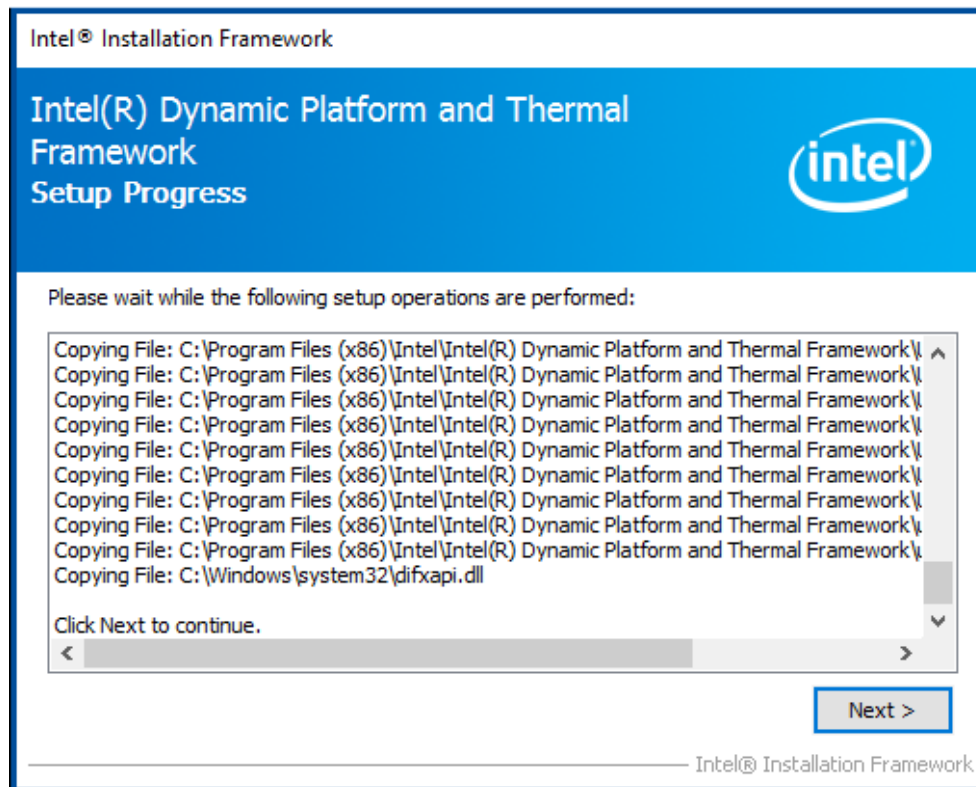 Intel® Installation Framework
Intel(R) Dynamic Platform and Thermal
Framework
Setup Progress
intel
Please wait while the following setup operations are performed:
Copying File: C:\Program Files (x86)\Intel\Intel(R) Dynamic Platform and Thermal Framework\
Copying File: C:\Program Files (x86)\Intel\Intel(R) Dynamic Platform and Thermal Framework\
Copying File: C:\Program Files (x86)\Intel\Intel(R) Dynamic Platform and Thermal Framework\
Copying File: C:\Program Files (x86)\Intel\Intel(R) Dynamic Platform and Thermal Framework\
Copying File: C:\Program Files (x86)\Intel\Intel(R) Dynamic Platform and Thermal Framework\
Copying File: C:\Program Files (x86)\Intel\Intel(R) Dynamic Platform and Thermal Framework\
Copying File: C:\Program Files (x86)\Intel\Intel(R) Dynamic Platform and Thermal Framework\
Copying File: C:\Program Files (x86)\Intel\Intel(R) Dynamic Platform and Thermal Framework\
Copying File: C:\Program Files (x86)\Intel\Intel(R) Dynamic Platform and Thermal Framework\
Copying File: C:\Windows\system32\difxapi.dll
Click Next to continue.
Next >
Intel® Installation Framework